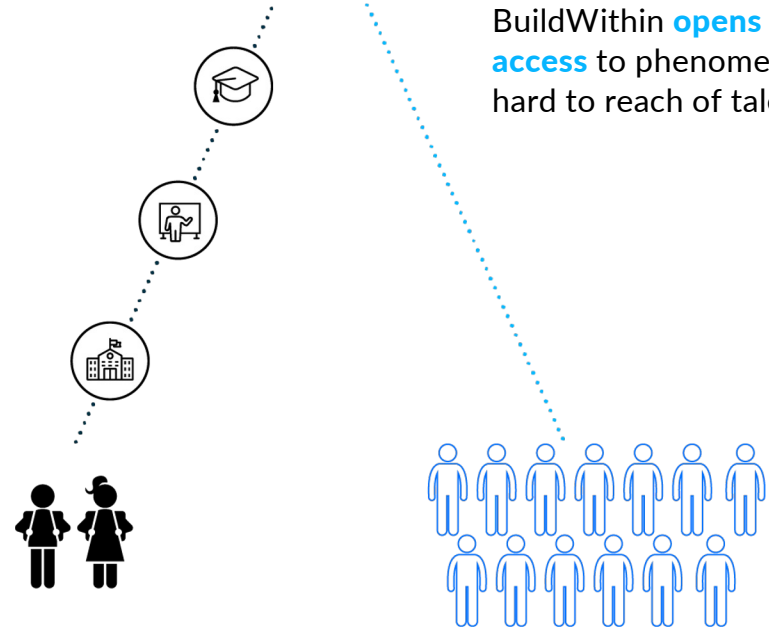 BuildWithin opens
access to phenome
hard to reach of tal